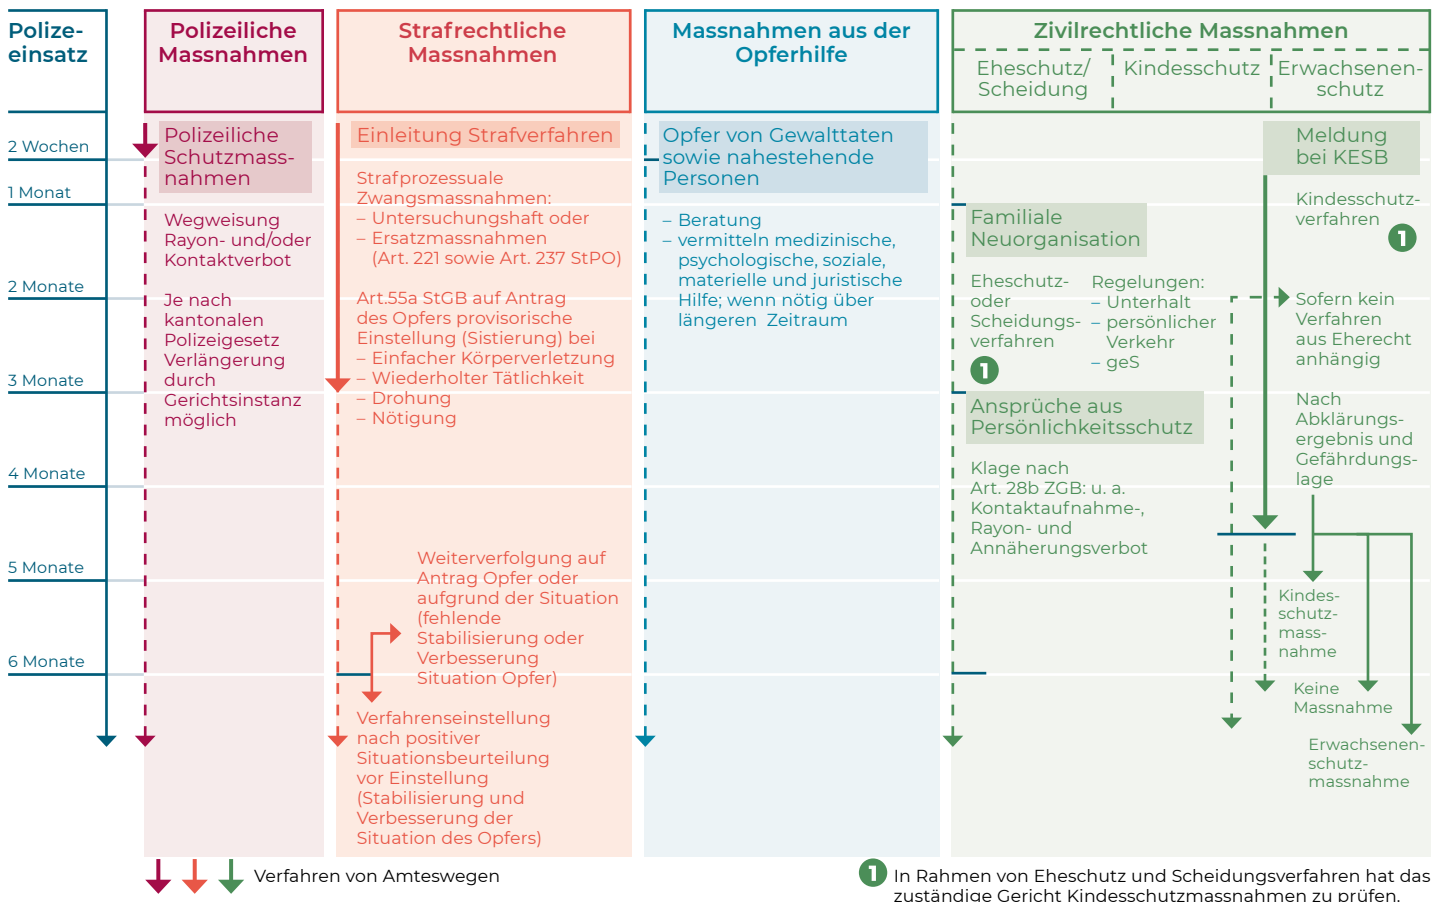 Polize-
einsatz
Polizeiliche
Massnahmen
Strafrechtliche
Massnahmen
Massnahmen aus der
Opferhilfe
Zivilrechtliche Massnahmen
Eheschutz/
Scheidung
Kindesschutz
Erwachsenen-
schutz
2 Wochen
1 Monat
2 Monate
3 Monate
4 Monate
5 Monate
6 Monate
Polizeiliche
Schutzmass-
nahmen
Wegweisung
Rayon- und/oder
Kontaktverbot
Je nach
kantonalen
Polizeigesetz
Verlängerung
durch
Gerichtsinstanz
möglich
Einleitung Strafverfahren
Strafprozessuale
Zwangsmassnahmen:
– Untersuchungshaft oder
– Ersatzmassnahmen
(Art. 221 sowie Art. 237 StPO)
Art.55a StGB auf Antrag
des Opfers provisorische
Einstellung (Sistierung) bei
– Einfacher Körperverletzung
– Wiederholter Tätlichkeit
– Drohung
– Nötigung
Weiterverfolgung auf
Antrag Opfer oder
aufgrund der Situation
(fehlende
Stabilisierung oder
Verbesserung
Situation Opfer)
Verfahrenseinstellung
nach positiver
Situationsbeurteilung
vor Einstellung
(Stabilisierung und
Verbesserung der
Situation des Opfers)
Opfer von Gewalttaten
sowie nahestehende
Personen
– Beratung
– vermitteln medizinische,
psychologische, soziale,
materielle und juristische
Hilfe; wenn nötig über
längeren Zeitraum
Familiale
Neuorganisation
Eheschutz-
oder
Scheidungs-
verfahren
1
Regelungen:
– Unterhalt
– persönlicher
Verkehr
– geS
Ansprüche aus
Persönlichkeitsschutz
Klage nach
Art. 28b ZGB: u. a.
Kontaktaufnahme-,
Rayon- und
Annäherungsverbot
Meldung
bei KESB
Kindesschutz-
verfahren
1
Sofern kein
Verfahren
aus Eherecht
anhängig
Nach
Abklärungs-
ergebnis und
Gefährdungs-
lage
Kindes-
schutz-
mass-
nahme
Keine
Massnahme
Erwachsenen-
schutz-
massnahme
Verfahren von Amteswegen
1 In Rahmen von Eheschutz und Scheidungsverfahren hat das
zuständige Gericht Kindesschutzmassnahmen zu prüfen.